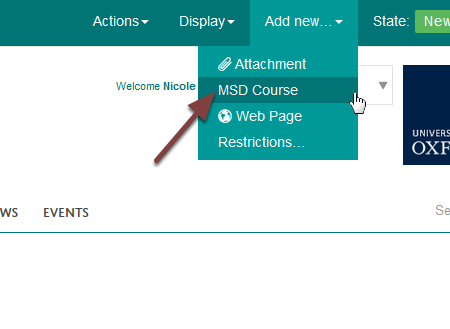 Actions Display Add new… State: New
Attachment
Welcome Nicole
MSD Course
Web Page
UNIVERS
OXF
Restrictions…
WS EVENTS Se